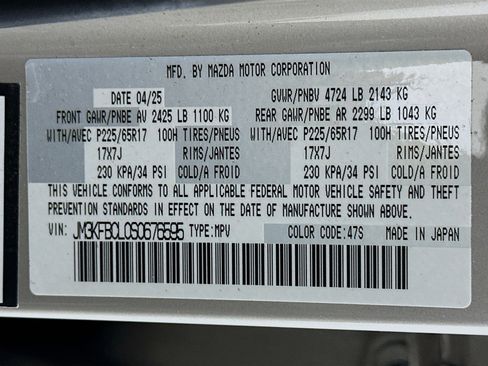 MFD. BY MAZDA MOTOR CORPORATION
DATE 04/25 GVWR/PNBV 4724 LB 2143 KG
FRONT GAWR/PNBE AV 2425 LB 1100 KG REAR GAWR/PNBE AR 2299 LB 1043 KG
WITH/AVEC P225/65R17 100H TIRES/PNEUS WITH/AVEC P225/65R17 100H TIRES/PNEUS
17X7J RIMS/JANTES 17X7J RIMS/JANTES
230 KPA/34 PSI COLD/A FROID 230 KPA/34 PSI COLD/A FROID
THIS VEHICLE CONFORMS TO ALL APPLICABLE FEDERAL MOTOR VEHICLE SAFETY AND THEFT
PREVENTION STANDARDS IN EFFECT ON THE DATE OF MANUFACTURE SHOWN ABOVE.
VIN: JM3KFBCL0S0676595 TYPE:MPV COLOR CODE:47S MADE IN JAPAN